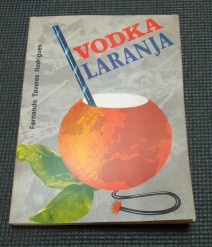 VODKA
LARANJA
Fernando Tavares Rodrigues